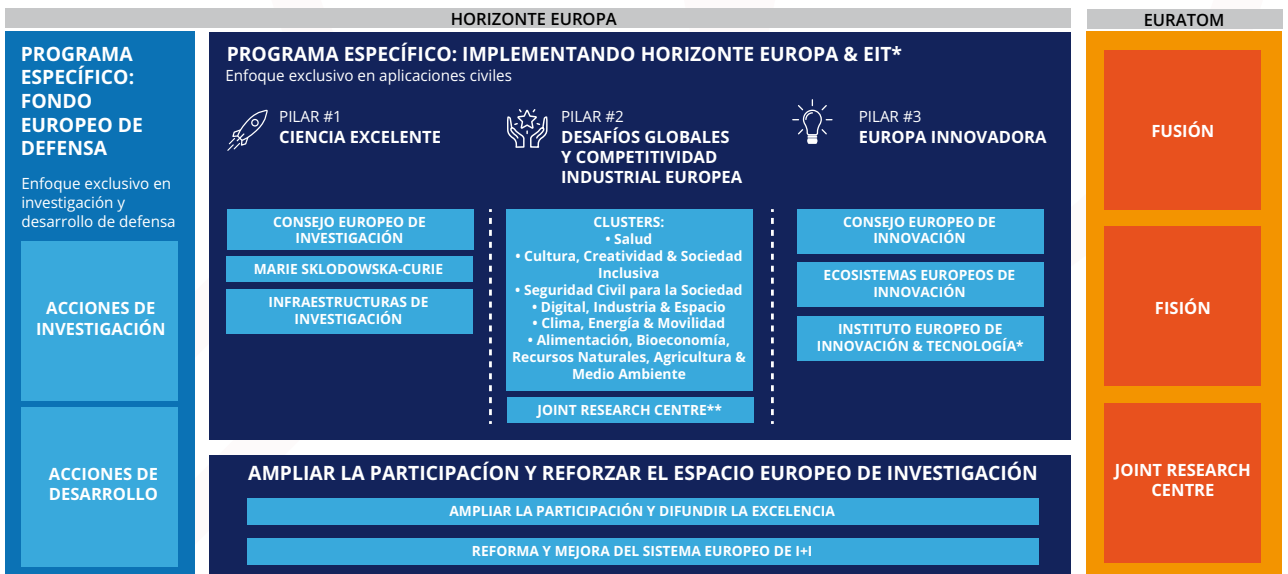 HORIZONTE EUROPA
PROGRAMA
ESPECÍFICO:
FONDO
EUROPEO DE
DEFENSA
Enfoque exclusivo en
investigación y
desarrollo de defensa
ACCIONES DE
INVESTIGACIÓN
ACCIONES DE
DESARROLLO
PROGRAMA ESPECÍFICO: IMPLEMENTANDO HORIZONTE EUROPA & EIT*
Enfoque exclusivo en aplicaciones civiles
PILAR #1
CIENCIA EXCELENTE
CONSEJO EUROPEO DE
INVESTIGACIÓN
MARIE SKLODOWSKA-CURIE
INFRAESTRUCTURAS DE
INVESTIGACIÓN
PILAR #2
DESAFÍOS GLOBALES
Y COMPETITIVIDAD
INDUSTRIAL EUROPEA
CLUSTERS:
• Salud
• Cultura, Creatividad & Sociedad
Inclusiva
• Seguridad Civil para la Sociedad
• Digital, Industria & Espacio
• Clima, Energía & Movilidad
• Alimentación, Bioeconomía,
Recursos Naturales, Agricultura &
Medio Ambiente
JOINT RESEARCH CENTRE**
PILAR #3
EUROPA INNOVADORA
CONSEJO EUROPEO DE
INNOVACIÓN
ECOSISTEMAS EUROPEOS DE
INNOVACIÓN
INSTITUTO EUROPEO DE
INNOVACIÓN & TECNOLOGÍA*
AMPLIAR LA PARTICIPACÍON Y REFORZAR EL ESPACIO EUROPEO DE INVESTIGACIÓN
AMPLIAR LA PARTICIPACIÓN Y DIFUNDIR LA EXCELENCIA
REFORMA Y MEJORA DEL SISTEMA EUROPEO DE I+I
EURATOM
FUSIÓN
FISIÓN
JOINT RESEARCH
CENTRE